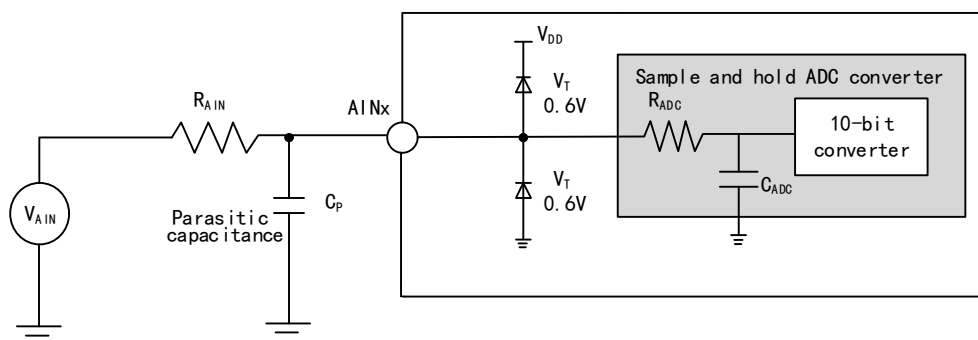 V_DD
Sample and hold ADC converter
V_T
0.6V
R_AIN
AINx
R_ADC
10-bit
converter
V_AIN
Parasitic
capacitance
C_P
V_T
0.6V
C_ADC